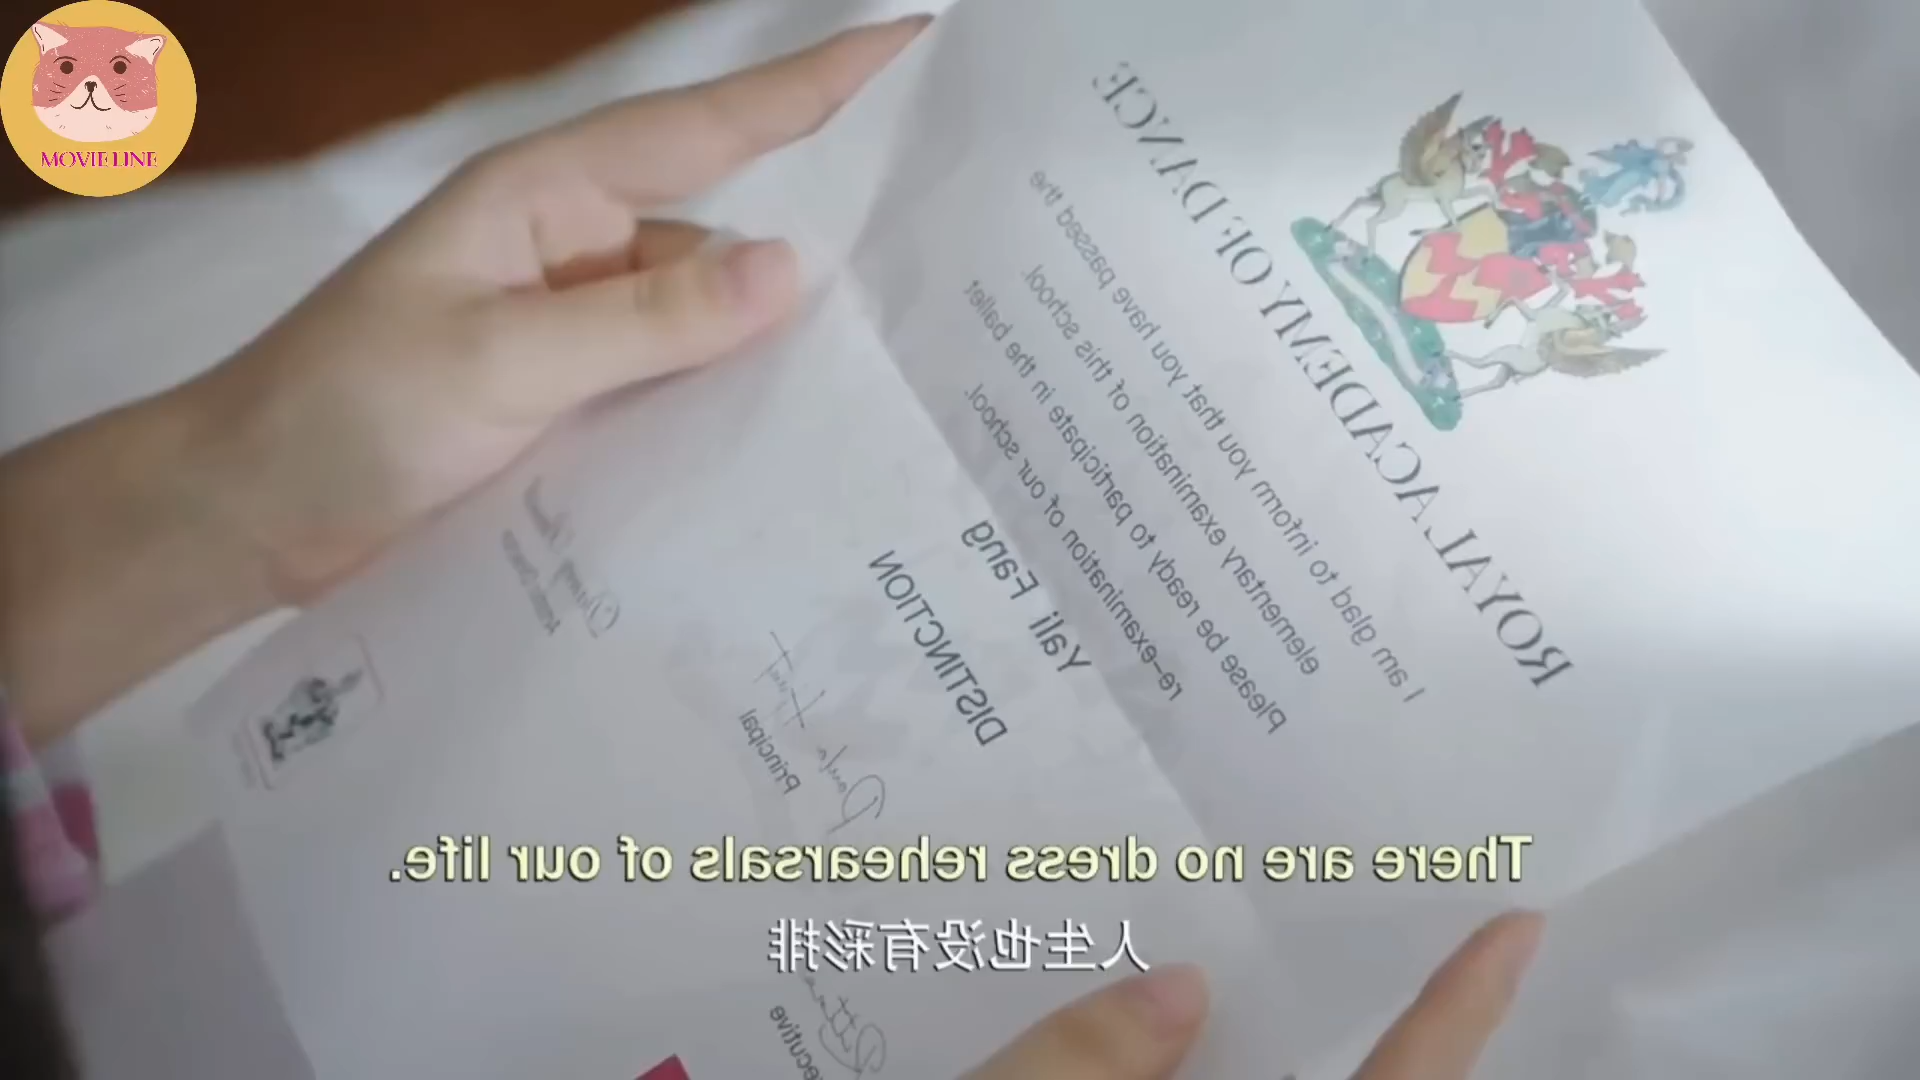 MOVIE LINE
ROYAL ACADEMY OF DANCE
I am glad to inform you that you have passed the
elementary examination of this school.
Please be ready to participate in the ballet
re-examination of our school.
Yali Fang
DISTINCTION
Principal
There are no dress rehearsals of our life.
人生也没有彩排